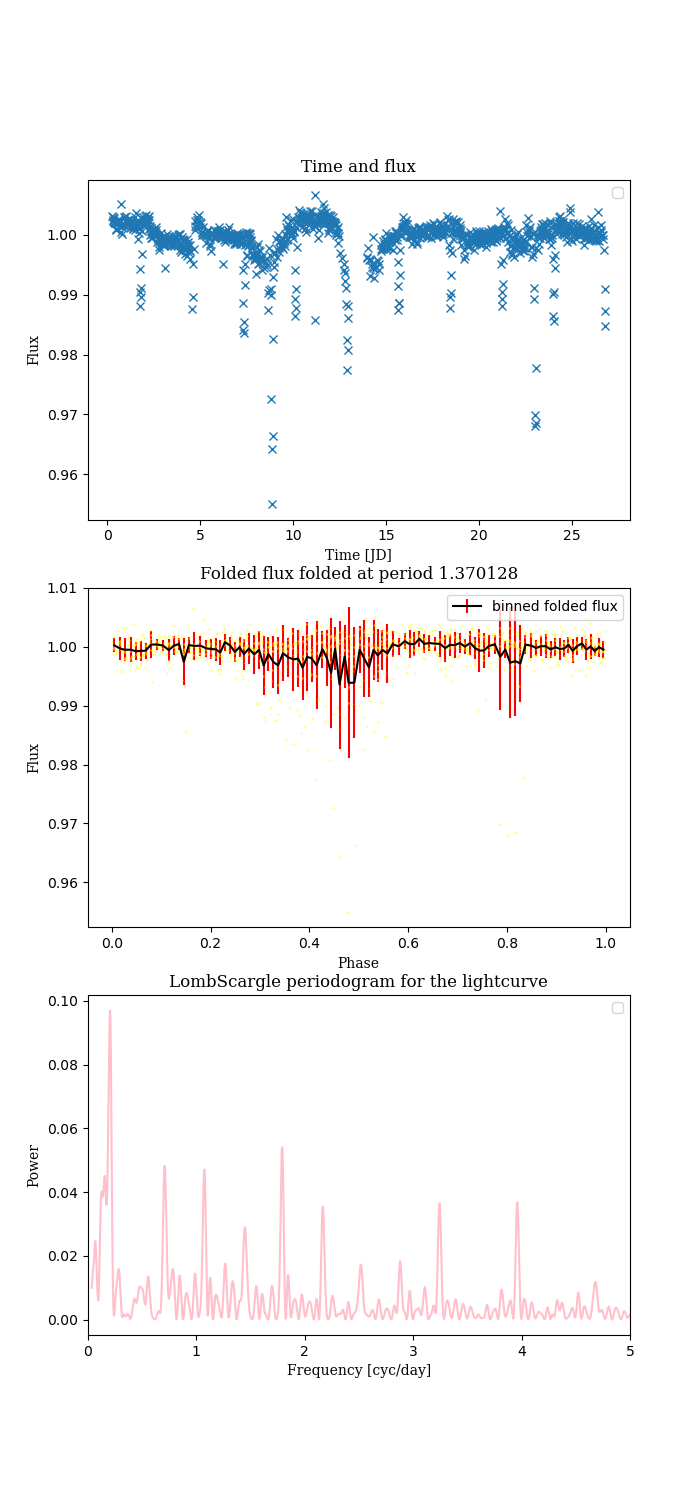 Time and flux
1.00
0.99
0.98
0.97
0.96
Flux
0 5 10 15 20 25
Time [JD]
Folded flux folded at period 1.370128
binned folded flux
1.01
1.00
0.99
0.98
0.97
0.96
Flux
0.0 0.2 0.4 0.6 0.8 1.0
Phase
LombScargle periodogram for the lightcurve
0.10
0.08
0.06
0.04
0.02
0.00
Power
0 1 2 3 4 5
Frequency [cyc/day]